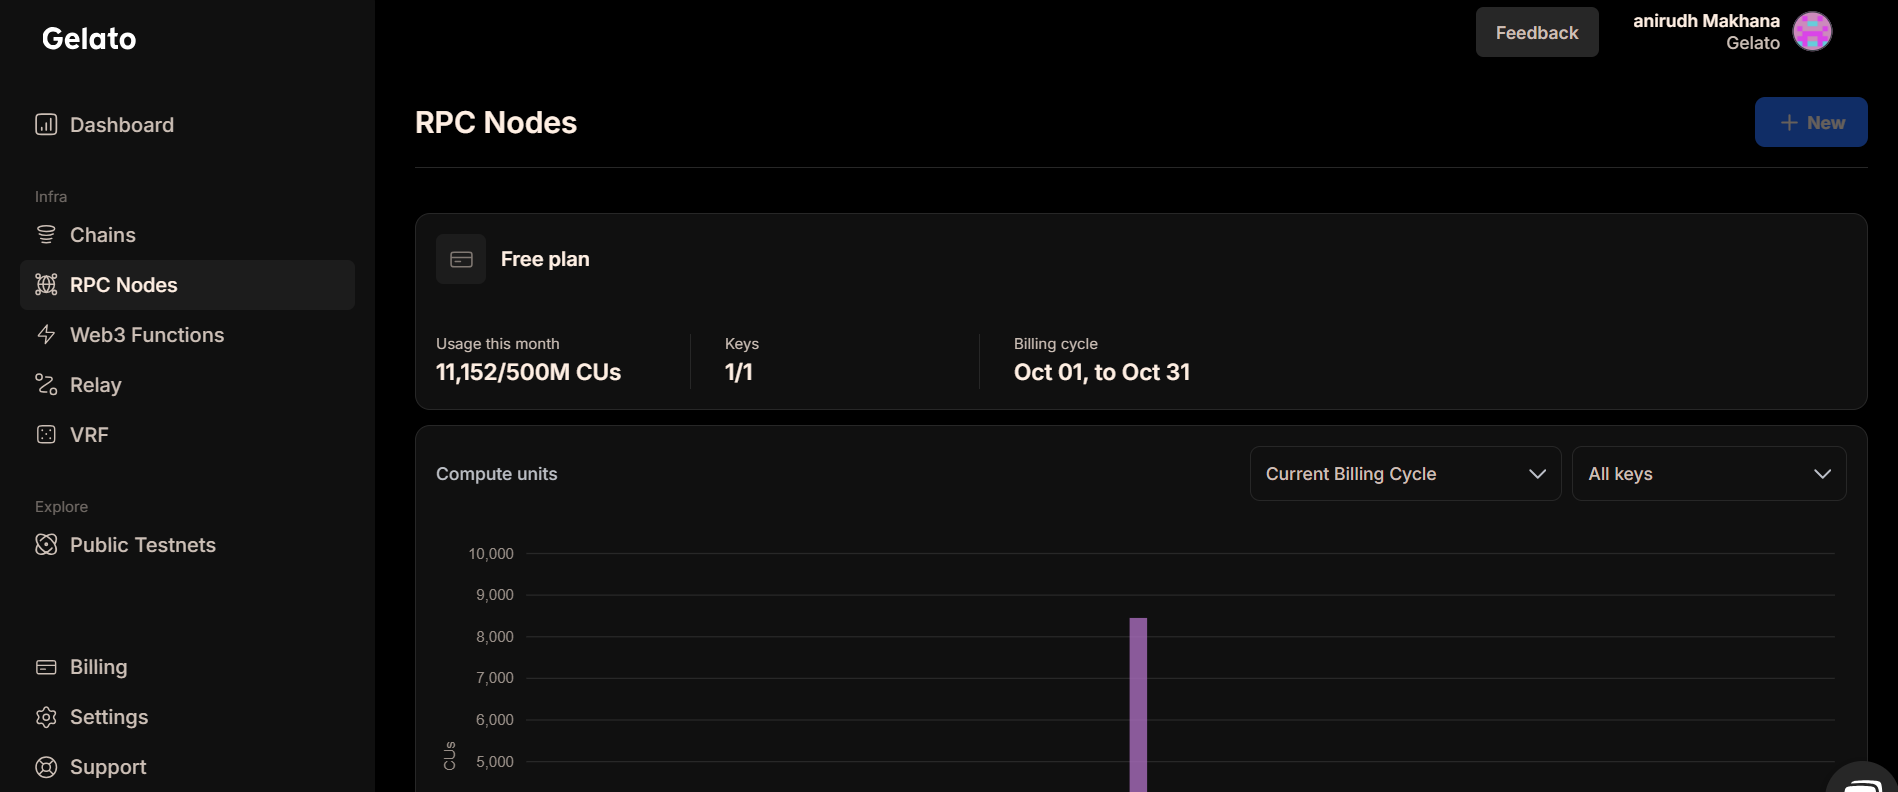 Gelato
Dashboard
Infra
Chains
RPC Nodes
Web3 Functions
Relay
VRF
Explore
Public Testnets
Billing
Settings
Support
Feedback
anirudh Makhana
Gelato
RPC Nodes
New
Free plan
Usage this month
11,152/500M CUs
Keys
1/1
Billing cycle
Oct 01, to Oct 31
Compute units
Current Billing Cycle
All keys
10,000
9,000
8,000
7,000
6,000
5,000
CUs